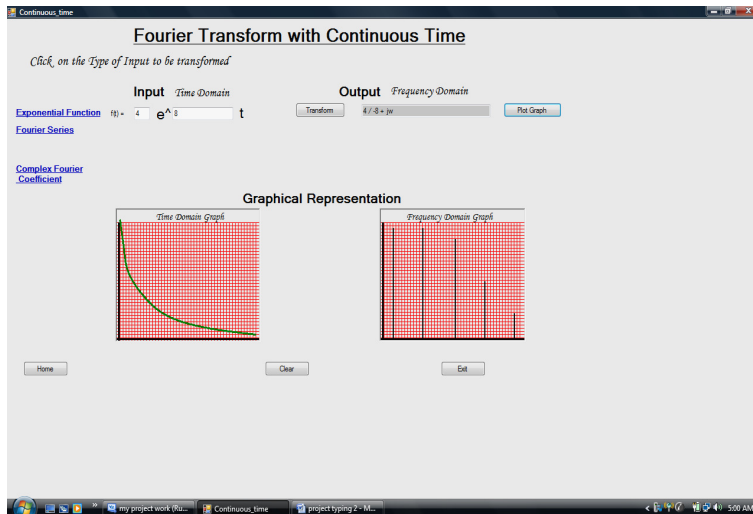 Continuous_time
Fourier Transform with Continuous Time
Click on the Type of Input to be transformed
Input Time Domain Output Frequency Domain
Exponential Function f(t) = 4 e^ 8 t Transform 4 / -8 + jw Plot Graph
Fourier Series
Complex Fourier
Coefficient
Graphical Representation
Time Domain Graph Frequency Domain Graph
Home Clear Exit
my project work (Ru... Continuous_time project typing 2 - M... 5:00 AM